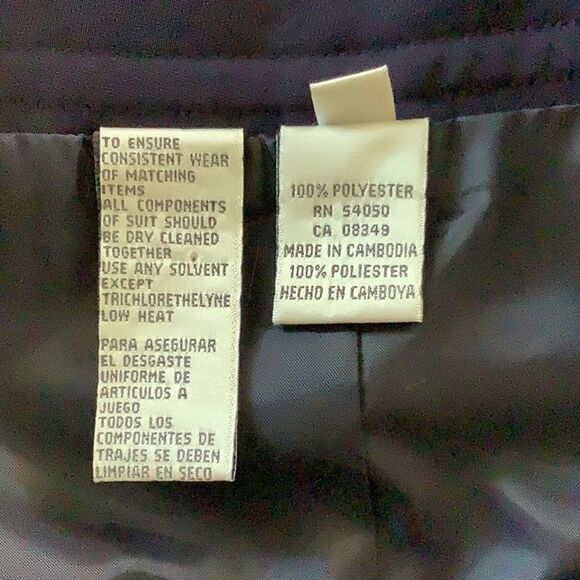 TO ENSURE
CONSISTENT WEAR
OF MATCHING
ITEMS
ALL COMPONENTS
OF SUIT SHOULD
BE DRY CLEANED
TOGETHER
USE ANY SOLVENT
EXCEPT
TRICHLORETHELYNE
LOW HEAT
PARA ASEGURAR
EL DESGASTE
UNIFORME DE
ARTICULOS A
JUEGO
TODOS LOS
COMPONENTES DE
TRAJES SE DEBEN
LIMPIAR EN SECO
100% POLYESTER
RN 54050
CA 08349
MADE IN CAMBODIA
100% POLIESTER
HECHO EN CAMBOYA